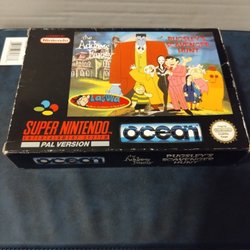 Nintendo
the
Addams
Family
PUGSLEY'S
SCAVENGER
HUNT
SUPER NINTENDO
ENTERTAINMENT SYSTEM
PAL VERSION
ocean
ocean
the
Addams
Family
PUGSLEY'S
SCAVENGER
HUNT